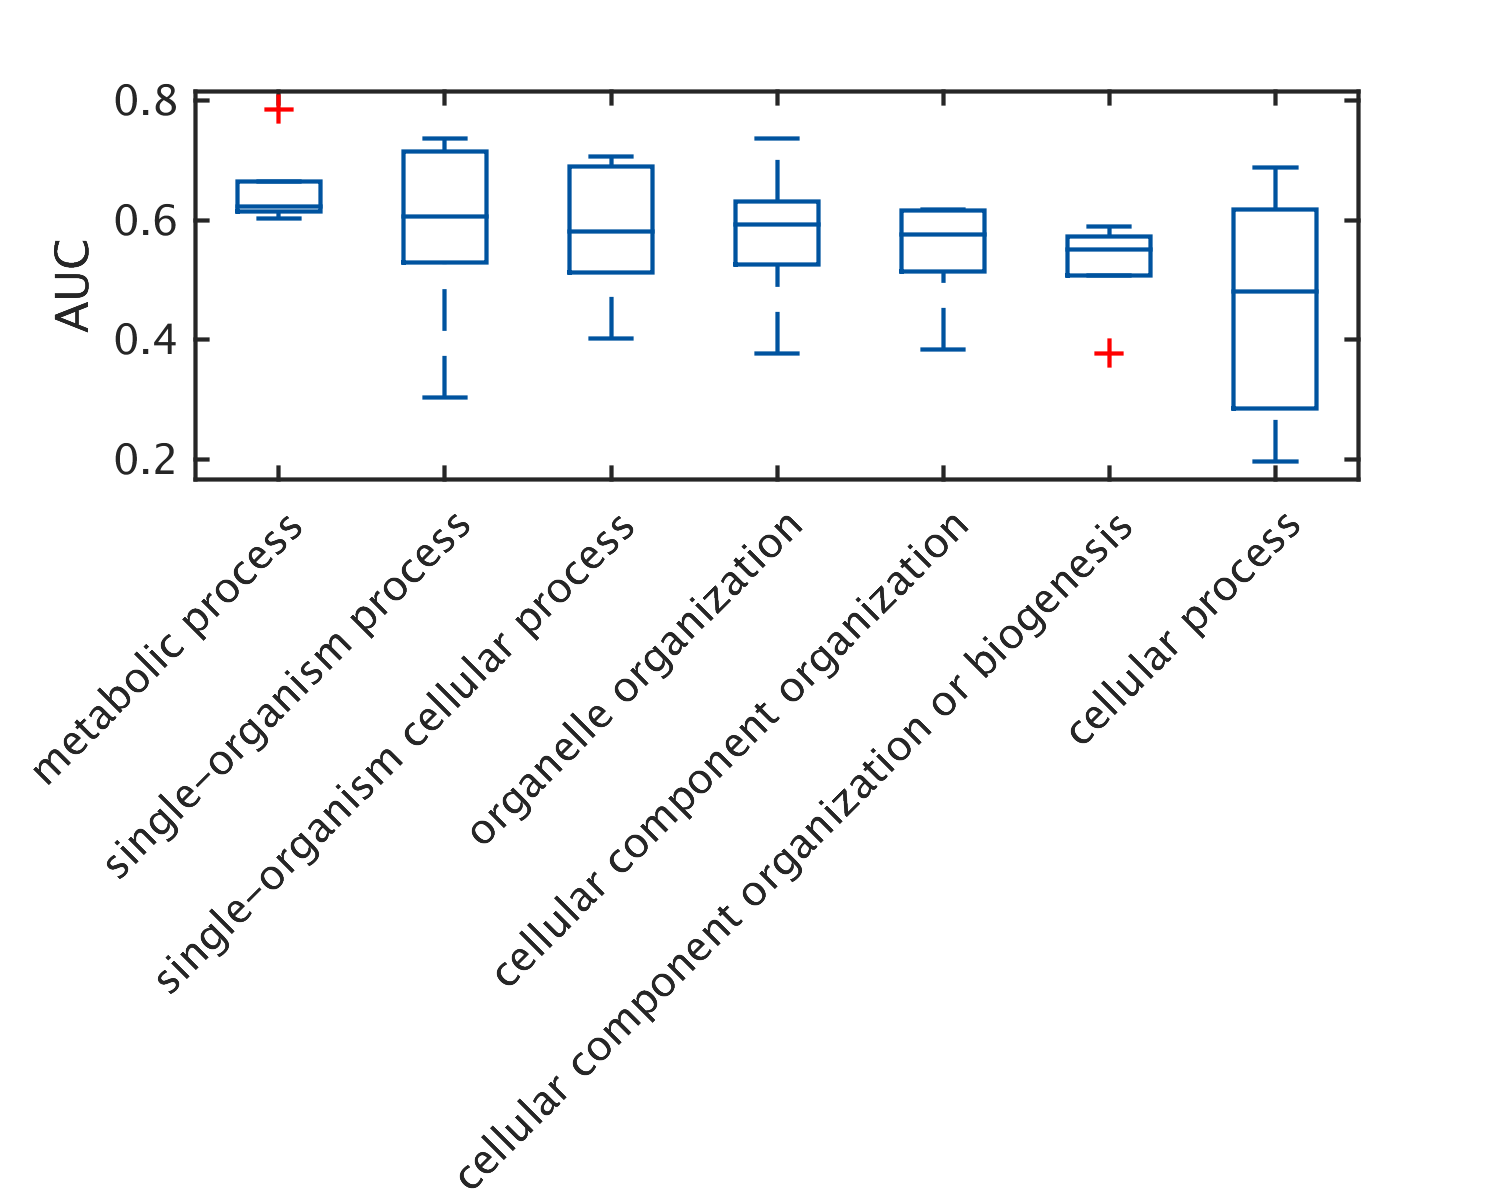 AUC
0.8
0.6
0.4
0.2
metabolic process
single−organism process
single−organism cellular process
organelle organization
cellular component organization
cellular component organization or biogenesis
cellular process